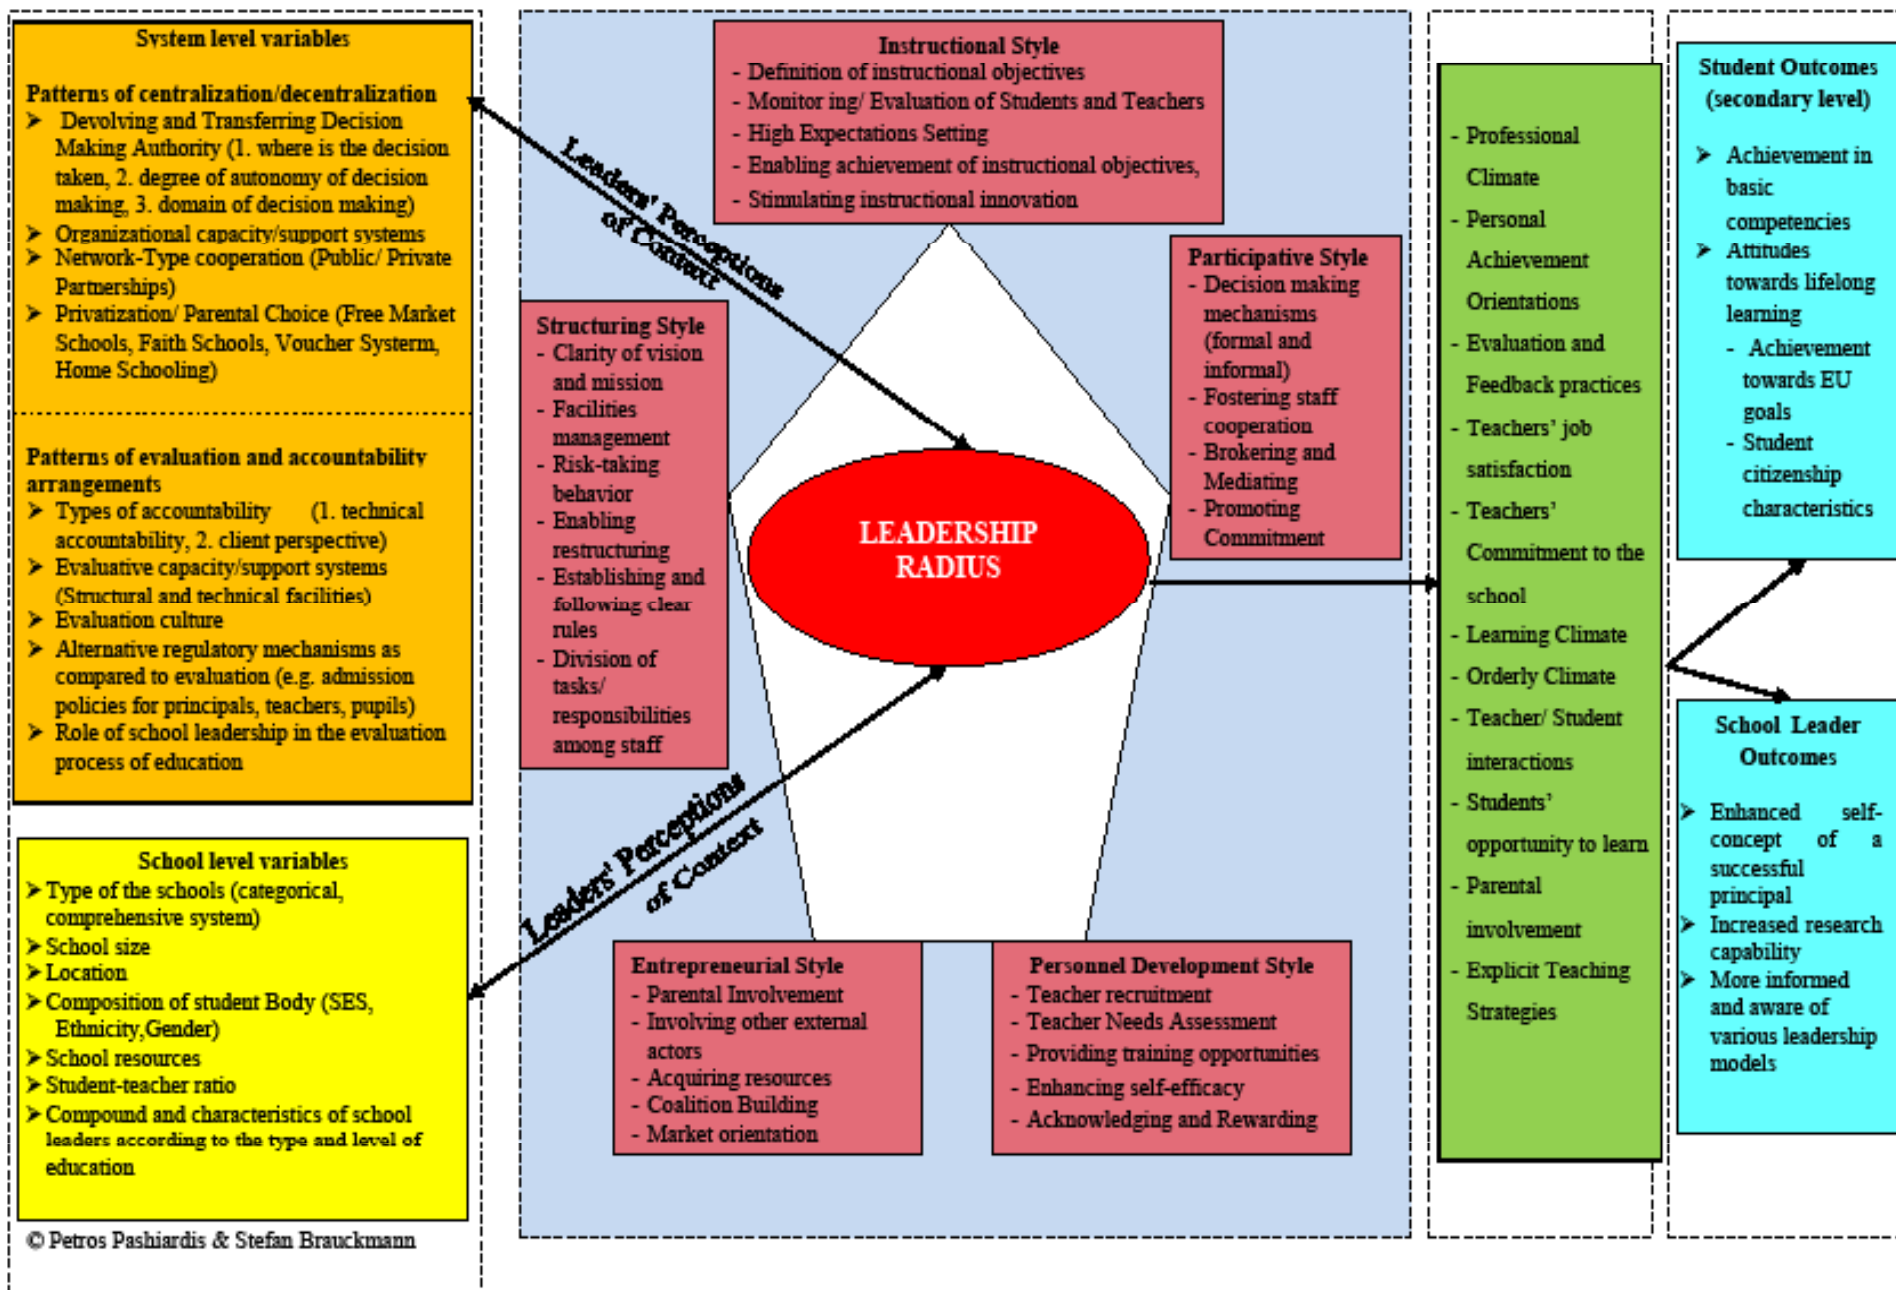 System level variables
Patterns of centralization/decentralization
➢ Devolving and Transferring Decision
Making Authority (1. where is the decision
taken, 2. degree of autonomy of decision
making, 3. domain of decision making)
➢ Organizational capacity/support systems
➢ Network-Type cooperation (Public/ Private
Partnerships)
➢ Privatization/ Parental Choice (Free Market
Schools, Faith Schools, Voucher Systerm,
Home Schooling)
Patterns of evaluation and accountability
arrangements
➢ Types of accountability (1. technical
accountability, 2. client perspective)
➢ Evaluative capacity/support systems
(Structural and technical facilities)
➢ Evaluation culture
➢ Alternative regulatory mechanisms as
compared to evaluation (e.g. admission
policies for principals, teachers, pupils)
➢ Role of school leadership in the evaluation
process of education
School level variables
➢ Type of the schools (categorical,
comprehensive system)
➢ School size
➢ Location
➢ Composition of student Body (SES,
Ethnicity,Gender)
➢ School resources
➢ Student-teacher ratio
➢ Compound and characteristics of school
leaders according to the type and level of
education
© Petros Pashiardis & Stefan Brauckmann
Leaders' Perceptions
of Context
Leaders' Perceptions
of Context
Instructional Style
- Definition of instructional objectives
- Monitor ing/ Evaluation of Students and Teachers
- High Expectations Setting
- Enabling achievement of instructional objectives,
- Stimulating instructional innovation
Structuring Style
- Clarity of vision
and mission
- Facilities
management
- Risk-taking
behavior
- Enabling
restructuring
- Establishing and
following clear
rules
- Division of
tasks/
responsibilities
among staff
LEADERSHIP
RADIUS
Participative Style
- Decision making
mechanisms
(formal and
informal)
- Fostering staff
cooperation
- Brokering and
Mediating
- Promoting
Commitment
Entrepreneurial Style
- Parental Involvement
- Involving other external
actors
- Acquiring resources
- Coalition Building
- Market orientation
Personnel Development Style
- Teacher recruitment
- Teacher Needs Assessment
- Providing training opportunities
- Enhancing self-efficacy
- Acknowledging and Rewarding
- Professional
Climate
- Personal
Achievement
Orientations
- Evaluation and
Feedback practices
- Teachers' job
satisfaction
- Teachers'
Commitment to the
school
- Learning Climate
- Orderly Climate
- Teacher/ Student
interactions
- Students'
opportunity to learn
- Parental
involvement
- Explicit Teaching
Strategies
Student Outcomes
(secondary level)
➢ Achievement in
basic
competencies
➢ Attitudes
towards lifelong
learning
- Achievement
towards EU
goals
- Student
citizenship
characteristics
School Leader
Outcomes
➢ Enhanced self-
concept of a
successful
principal
➢ Increased research
capability
➢ More informed
and aware of
various leadership
models